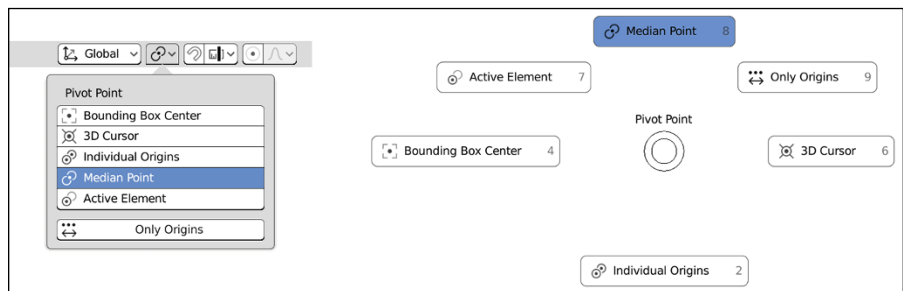 Global
Pivot Point
Bounding Box Center
3D Cursor
Individual Origins
Median Point
Active Element
Only Origins
Median Point 8
Active Element 7
Only Origins 9
Pivot Point
Bounding Box Center 4
3D Cursor 6
Individual Origins 2